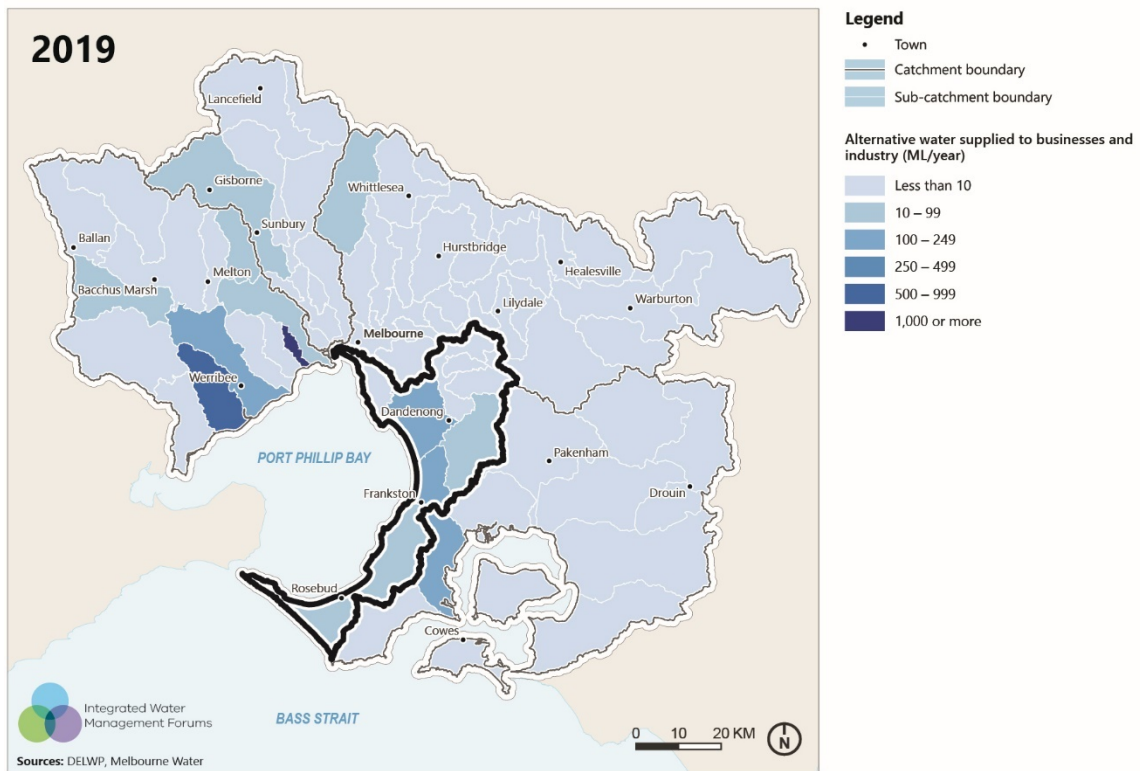 2019
Lancefield
Gisborne
Whittlesea
Sunbury
Ballan
Hurstbridge
Healesville
Melton
Bacchus Marsh
Lilydale
Warburton
Melbourne
Werribee
Dandenong
PORT PHILLIP BAY
Pakenham
Drouin
Frankston
Rosebud
Cowes
BASS STRAIT
Integrated Water
Management Forums
0 10 20 KM
N
Sources: DELWP, Melbourne Water
Legend
Town
Catchment boundary
Sub-catchment boundary
Alternative water supplied to businesses and
industry (ML/year)
Less than 10
10 – 99
100 – 249
250 – 499
500 – 999
1,000 or more